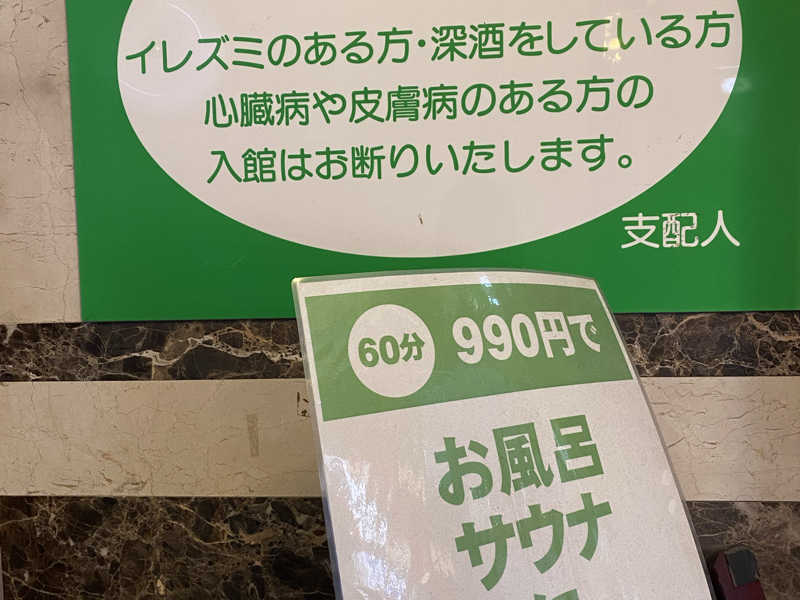 イレズミのある方・深酒をしている方
心臓病や皮膚病のある方の
入館はお断りいたします。
支配人
60分 990円で
お風呂
サウナ